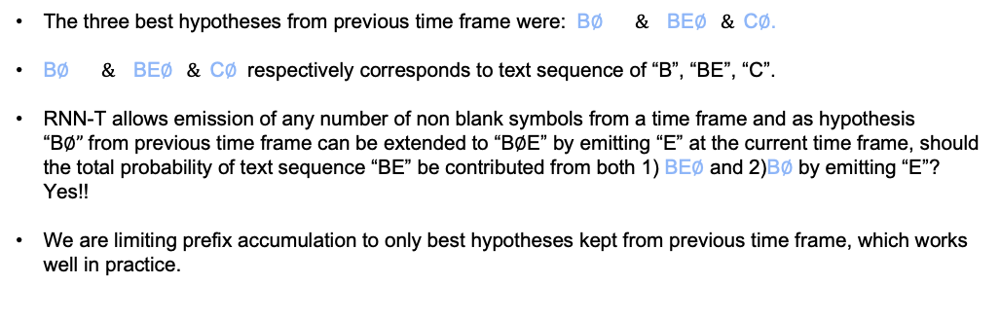 • The three best hypotheses from previous time frame were: BØ & BEØ & CØ.
• BØ & BEØ & CØ respectively corresponds to text sequence of “B”, “BE”, “C”.
• RNN-T allows emission of any number of non blank symbols from a time frame and as hypothesis
“BØ” from previous time frame can be extended to “BØE” by emitting “E” at the current time frame, should
the total probability of text sequence “BE” be contributed from both 1) BEØ and 2)BØ by emitting “E”?
Yes!!
• We are limiting prefix accumulation to only best hypotheses kept from previous time frame, which works
well in practice.